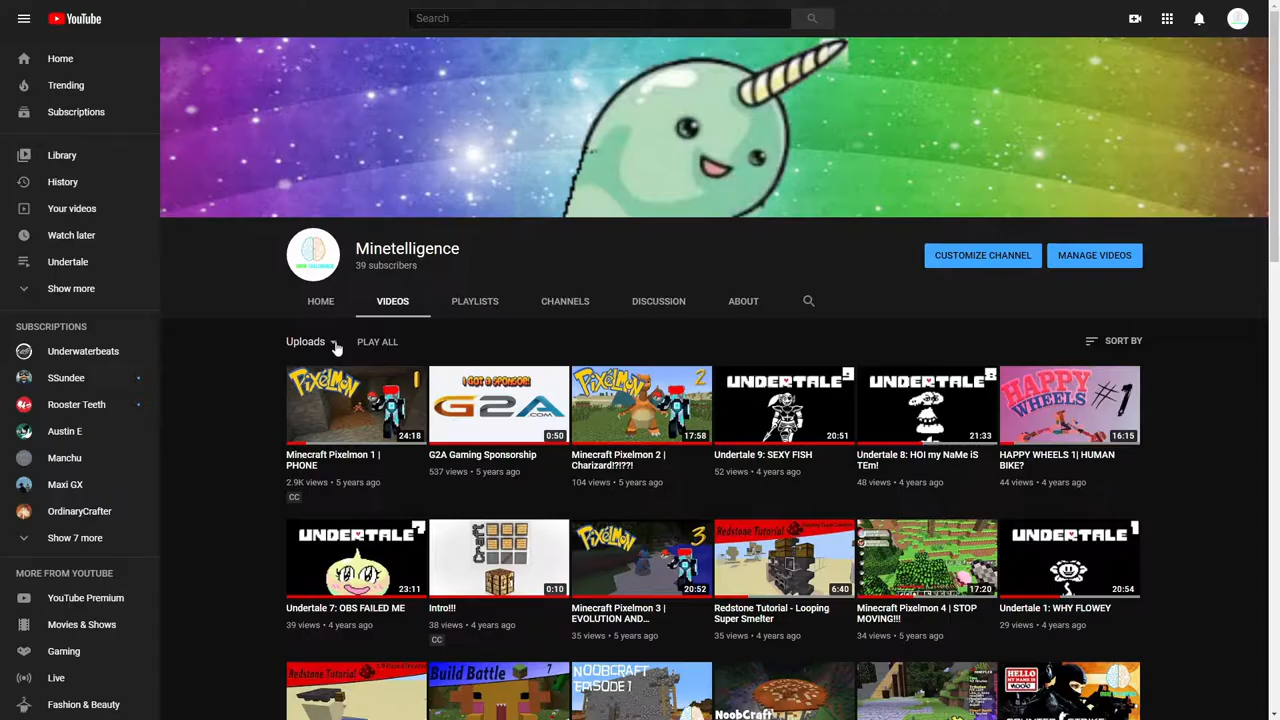 YouTube
Search
Home
Trending
Subscriptions
Library
History
Your videos
Watch later
Undertale
Show more
SUBSCRIPTIONS
Underwaterbeats
SSundee
Rooster Teeth
Austin E
Manchu
Maxi GX
OrdinaryCrafter
Show 7 more
MORE FROM YOUTUBE
YouTube Premium
Movies & Shows
Gaming
Live
Fashion & Beauty
Minetelligence
39 subscribers
CUSTOMIZE CHANNEL
MANAGE VIDEOS
HOME
VIDEOS
PLAYLISTS
CHANNELS
DISCUSSION
ABOUT
Uploads
PLAY ALL
SORT BY
PIXELMON 1
24:18
Minecraft Pixelmon 1 |
PHONE
2.9K views • 5 years ago
CC
I GOT A SPONSOR!
G2A.COM
0:50
G2A Gaming Sponsorship
537 views • 5 years ago
PIXELMON 2
17:58
Minecraft Pixelmon 2 |
Charizard!?!??!
104 views • 5 years ago
UNDERTALE
20:51
Undertale 9: SEXY FISH
52 views • 4 years ago
UNDERTALE 8
21:33
Undertale 8: HOI my NaMe iS
TEm!
48 views • 4 years ago
HAPPY
WHEELS #1
16:15
HAPPY WHEELS 1| HUMAN
BIKE?
44 views • 4 years ago
UNDERTALE 7
23:11
Undertale 7: OBS FAILED ME
39 views • 4 years ago
0:10
Intro!!!
38 views • 4 years ago
CC
PIXELMON 3
20:52
Minecraft Pixelmon 3 |
EVOLUTION AND...
35 views • 5 years ago
Redstone Tutorial
6:40
Redstone Tutorial - Looping
Super Smelter
35 views • 4 years ago
17:20
Minecraft Pixelmon 4 | STOP
MOVING!!!
34 views • 5 years ago
UNDERTALE 1
20:54
Undertale 1: WHY FLOWEY
29 views • 4 years ago
Redstone Tutorial
Build Battle 7
NOOBCRAFT
EPISODE 1
NoobCraft
HELLO
MY NAME IS
NOOB